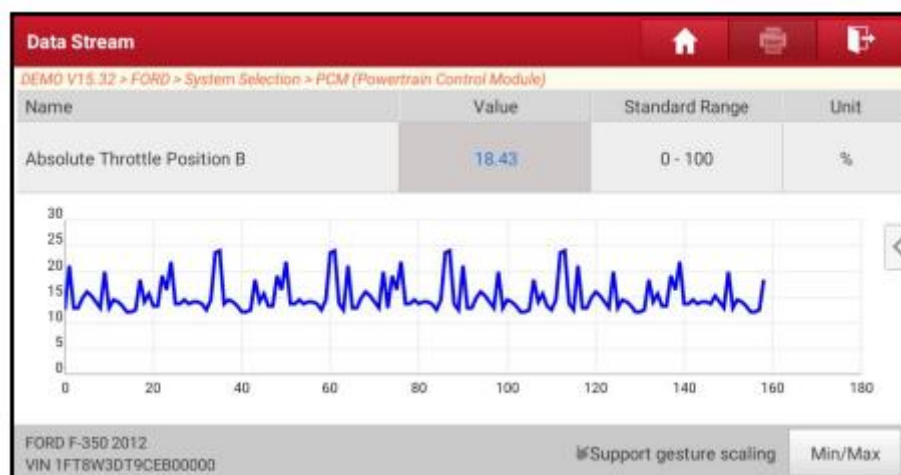 Data Stream
DEMO V15.32 > FORD > System Selection > PCM (Powertrain Control Module)
Name Value Standard Range Unit
Absolute Throttle Position B 18.43 0 - 100 %
30
25
20
15
10
5
0
0 20 40 60 80 100 120 140 160 180
FORD F-350 2012
VIN 1FT8W3DT9CEB00000
Support gesture scaling
Min/Max